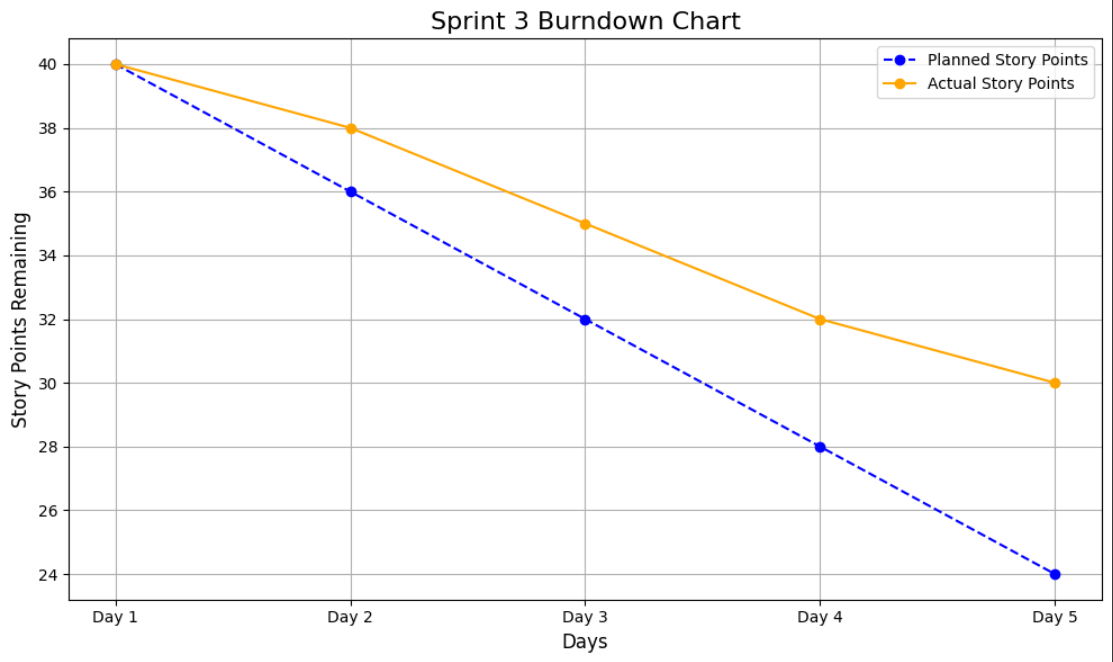 Sprint 3 Burndown Chart
Planned Story Points
Actual Story Points
Story Points Remaining
40
38
36
34
32
30
28
26
24
Day 1 Day 2 Day 3 Day 4 Day 5
Days